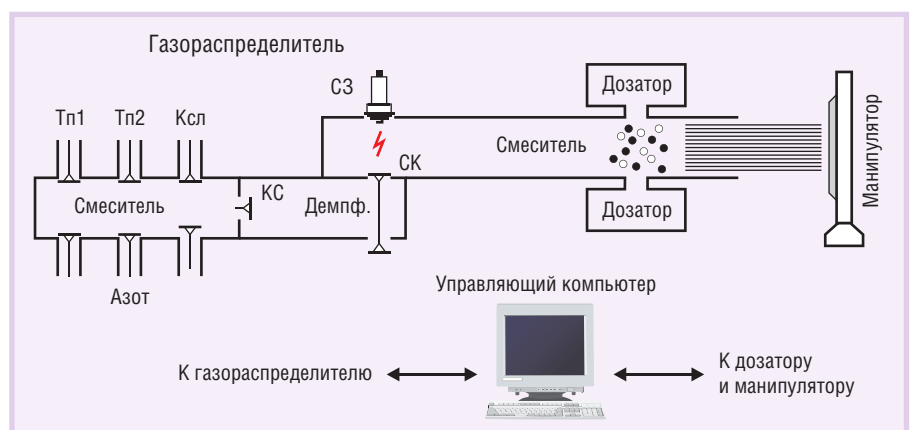 Газораспределитель
СЗ
Дозатор
Тп1 Тп2 Ксл
Смеситель
СК
Манипулятор
КС
Смеситель
Демпф.
Дозатор
Азот
Управляющий компьютер
К газораспределителю
К дозатору
и манипулятору